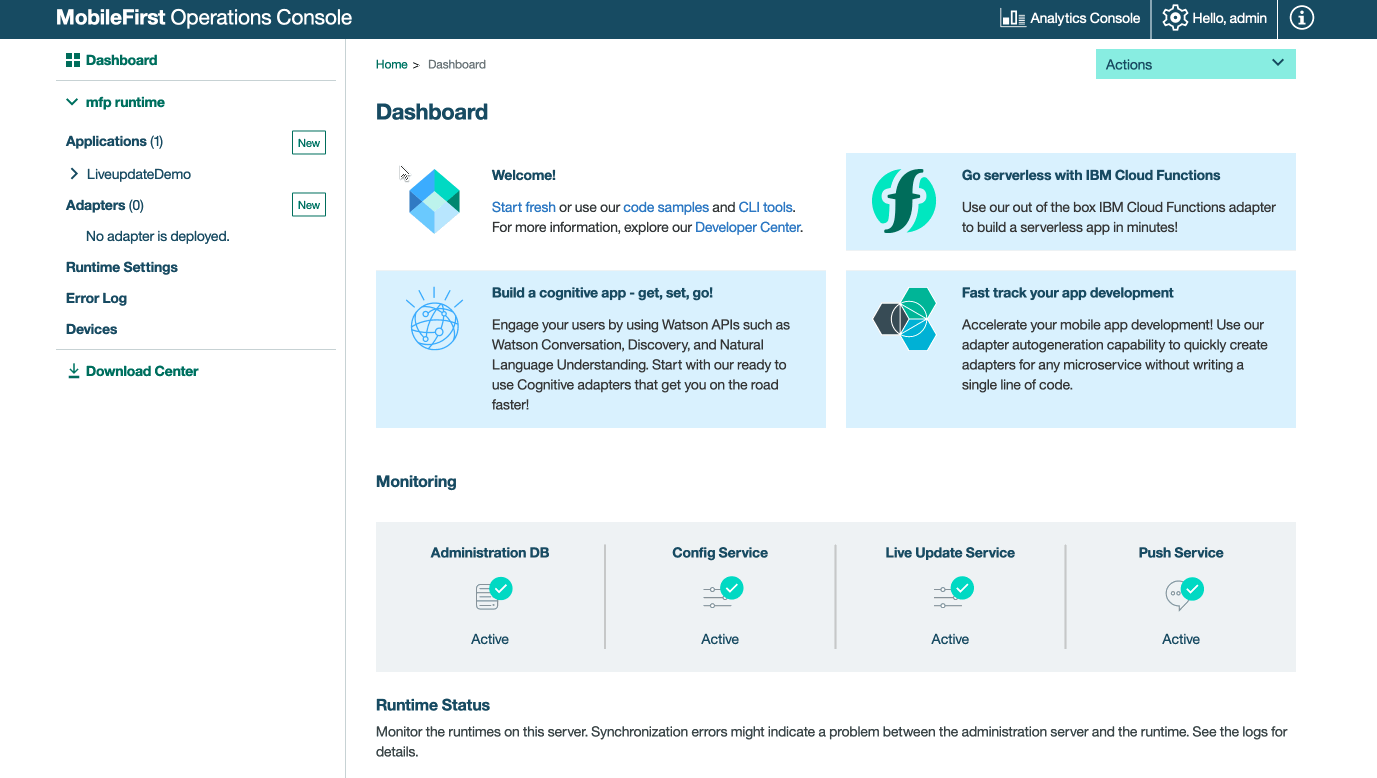 MobileFirst Operations Console
Analytics Console
Hello, admin
Dashboard
mfp runtime
Applications (1)
New
LiveupdateDemo
Adapters (0)
New
No adapter is deployed.
Runtime Settings
Error Log
Devices
Download Center
Home > Dashboard
Actions
Dashboard
Welcome!
Start fresh or use our code samples and CLI tools.
For more information, explore our Developer Center.
Go serverless with IBM Cloud Functions
Use our out of the box IBM Cloud Functions adapter
to build a serverless app in minutes!
Build a cognitive app - get, set, go!
Engage your users by using Watson APIs such as
Watson Conversation, Discovery, and Natural
Language Understanding. Start with our ready to
use Cognitive adapters that get you on the road
faster!
Fast track your app development
Accelerate your mobile app development! Use our
adapter autogeneration capability to quickly create
adapters for any microservice without writing a
single line of code.
Monitoring
Administration DB
Active
Config Service
Active
Live Update Service
Active
Push Service
Active
Runtime Status
Monitor the runtimes on this server. Synchronization errors might indicate a problem between the administration server and the runtime. See the logs for
details.